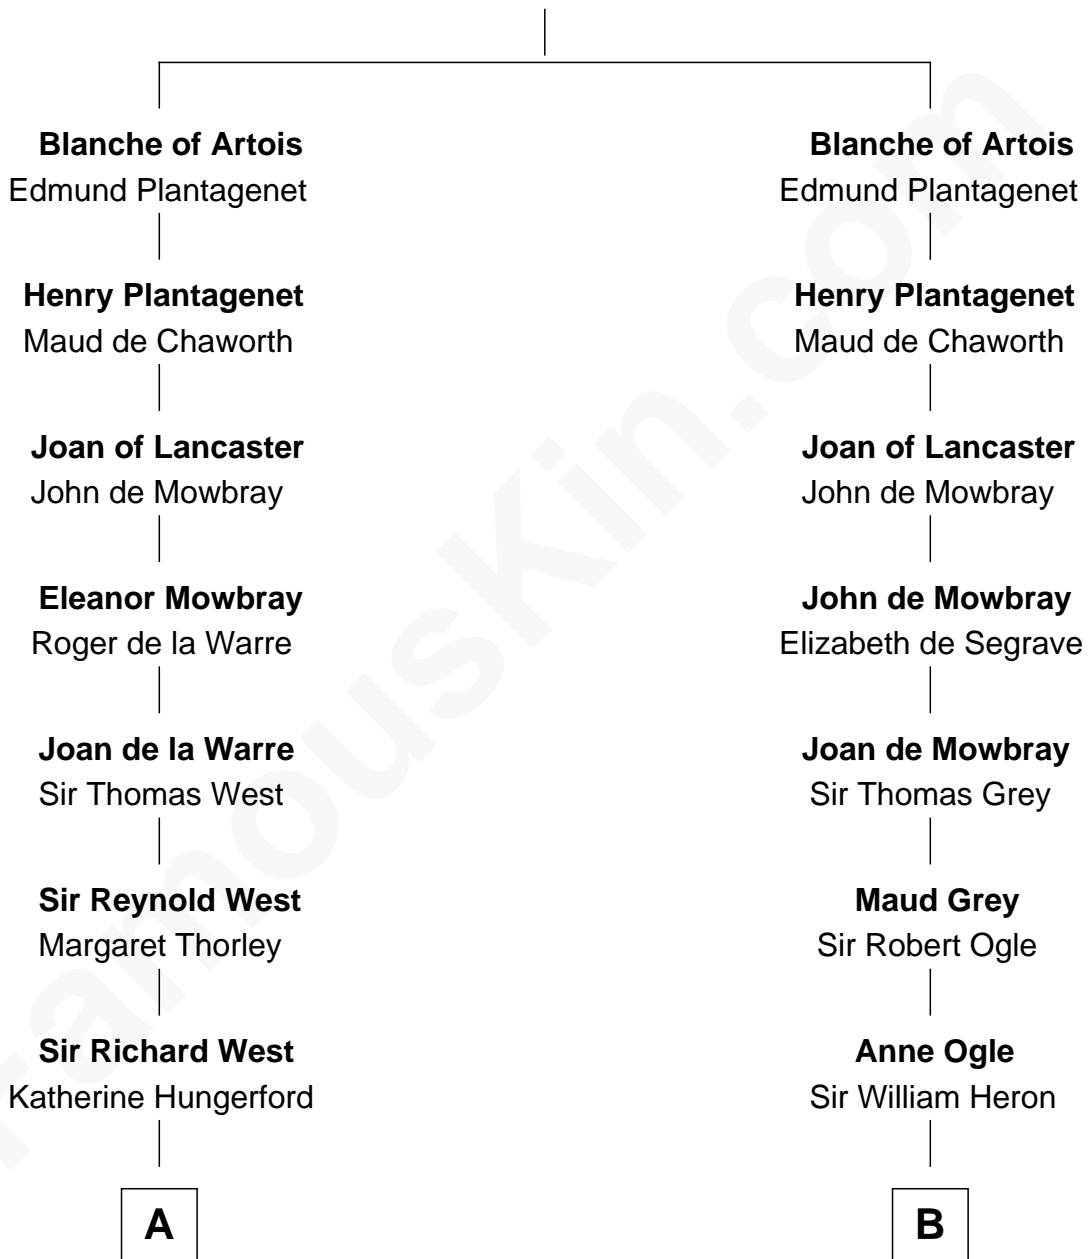 Blanche of Artois
Edmund Plantagenet
Henry Plantagenet
Maud de Chaworth
Joan of Lancaster
John de Mowbray
Eleanor Mowbray
Roger de la Warre
Joan de la Warre
Sir Thomas West
Sir Reynold West
Margaret Thorley
Sir Richard West
Katherine Hungerford
A
Blanche of Artois
Edmund Plantagenet
Henry Plantagenet
Maud de Chaworth
Joan of Lancaster
John de Mowbray
John de Mowbray
Elizabeth de Segrave
Joan de Mowbray
Sir Thomas Grey
Maud Grey
Sir Robert Ogle
Anne Ogle
Sir William Heron
B
famouskin.com